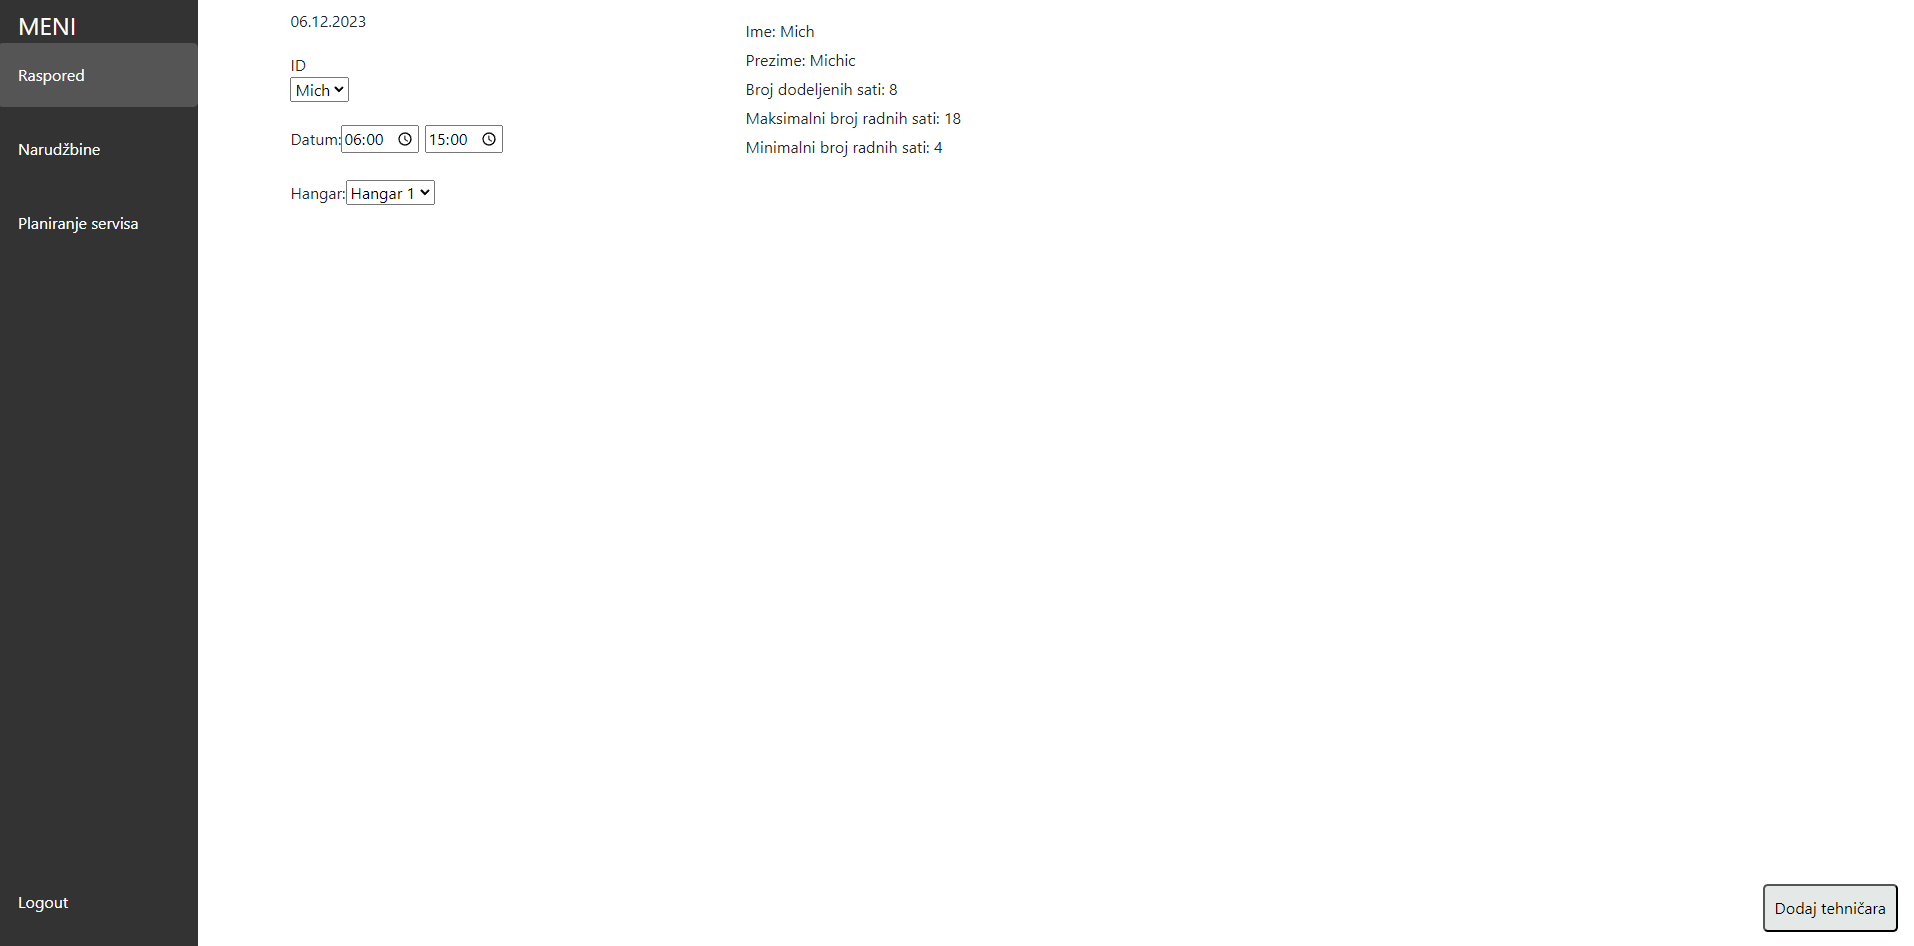 MENI
Raspored
Narudžbine
Planiranje servisa
Logout
06.12.2023
ID
Mich
Datum: 06:00 15:00
Hangar: Hangar 1
Ime: Mich
Prezime: Michic
Broj dodeljenih sati: 8
Maksimalni broj radnih sati: 18
Minimalni broj radnih sati: 4
Dodaj tehničara